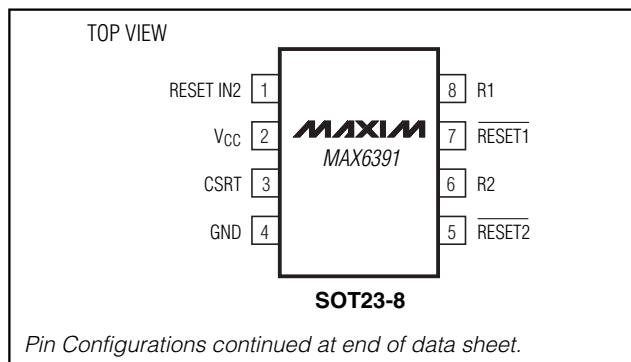 TOP VIEW
RESET IN2 1
VCC 2
CSRT 3
GND 4
MAXIM
MAX6391
8 R1
7 RESET1
6 R2
5 RESET2
SOT23-8
Pin Configurations continued at end of data sheet.